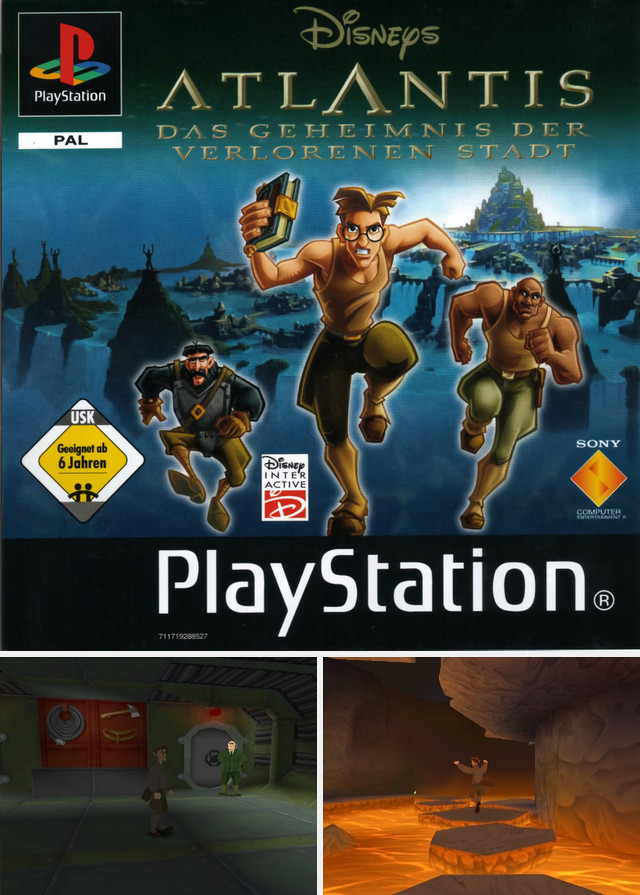 PlayStation
PAL
DISNEYS
ATLANTIS
DAS GEHEIMNIS DER
VERLORENEN STADT
USK
Geeignet ab
6 Jahren
DISNEY
INTER
ACTIVE
SONY
COMPUTER
ENTERTAINMENT
PlayStation®
711719288527